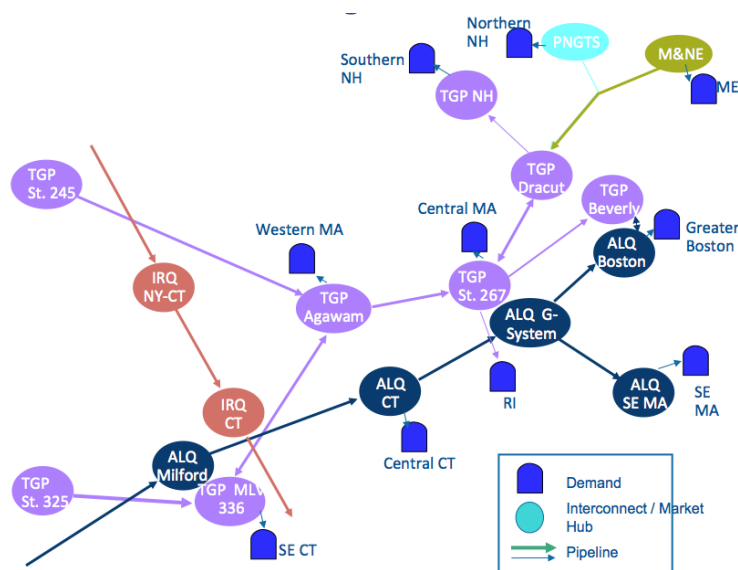 Northern
NH
PNGTS
M&NE
Southern
NH
TGP NH
ME
TGP
St. 245
TGP
Dracut
TGP
Beverly
Central MA
Western MA
Greater
Boston
ALQ
Boston
IRQ
NY-CT
TGP
Agawam
TGP
St. 267
ALQ G-
System
ALQ
CT
RI
ALQ
SE MA
SE
MA
IRQ
CT
Central CT
ALQ
Milford
TGP
St. 325
TGP MLV
336
SE CT
Demand
Interconnect / Market
Hub
Pipeline